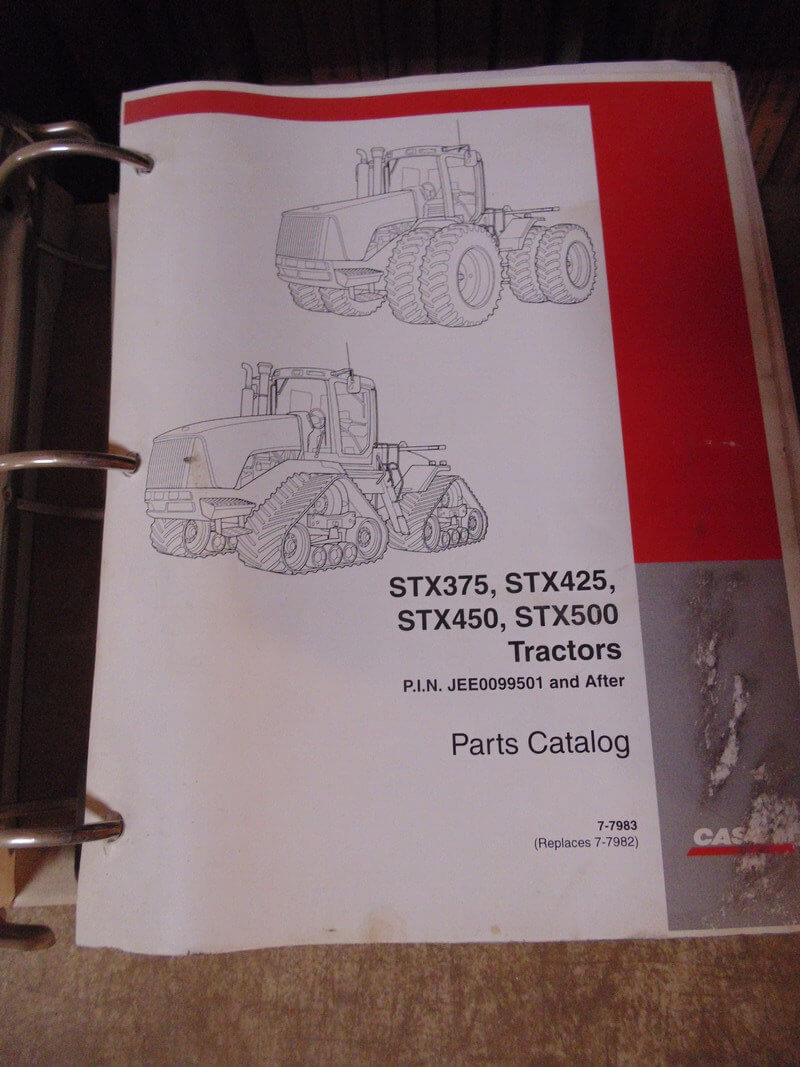 STX375, STX425,
STX450, STX500
Tractors
P.I.N. JEE0099501 and After
Parts Catalog
7-7983
(Replaces 7-7982)
CASE